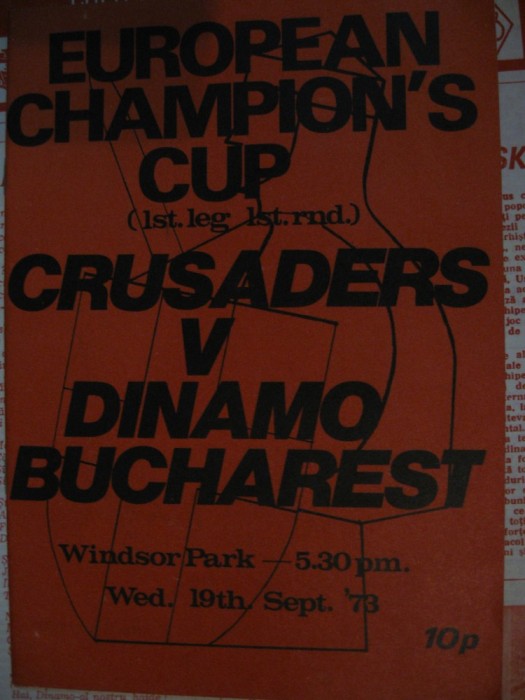 EUROPEAN
CHAMPION'S
CUP
(1st. leg 1st. rnd.)
CRUSADERS
V
DINAMO
BUCHAREST
Windsor Park — 5.30 pm.
Wed. 19th. Sept. '73
10p